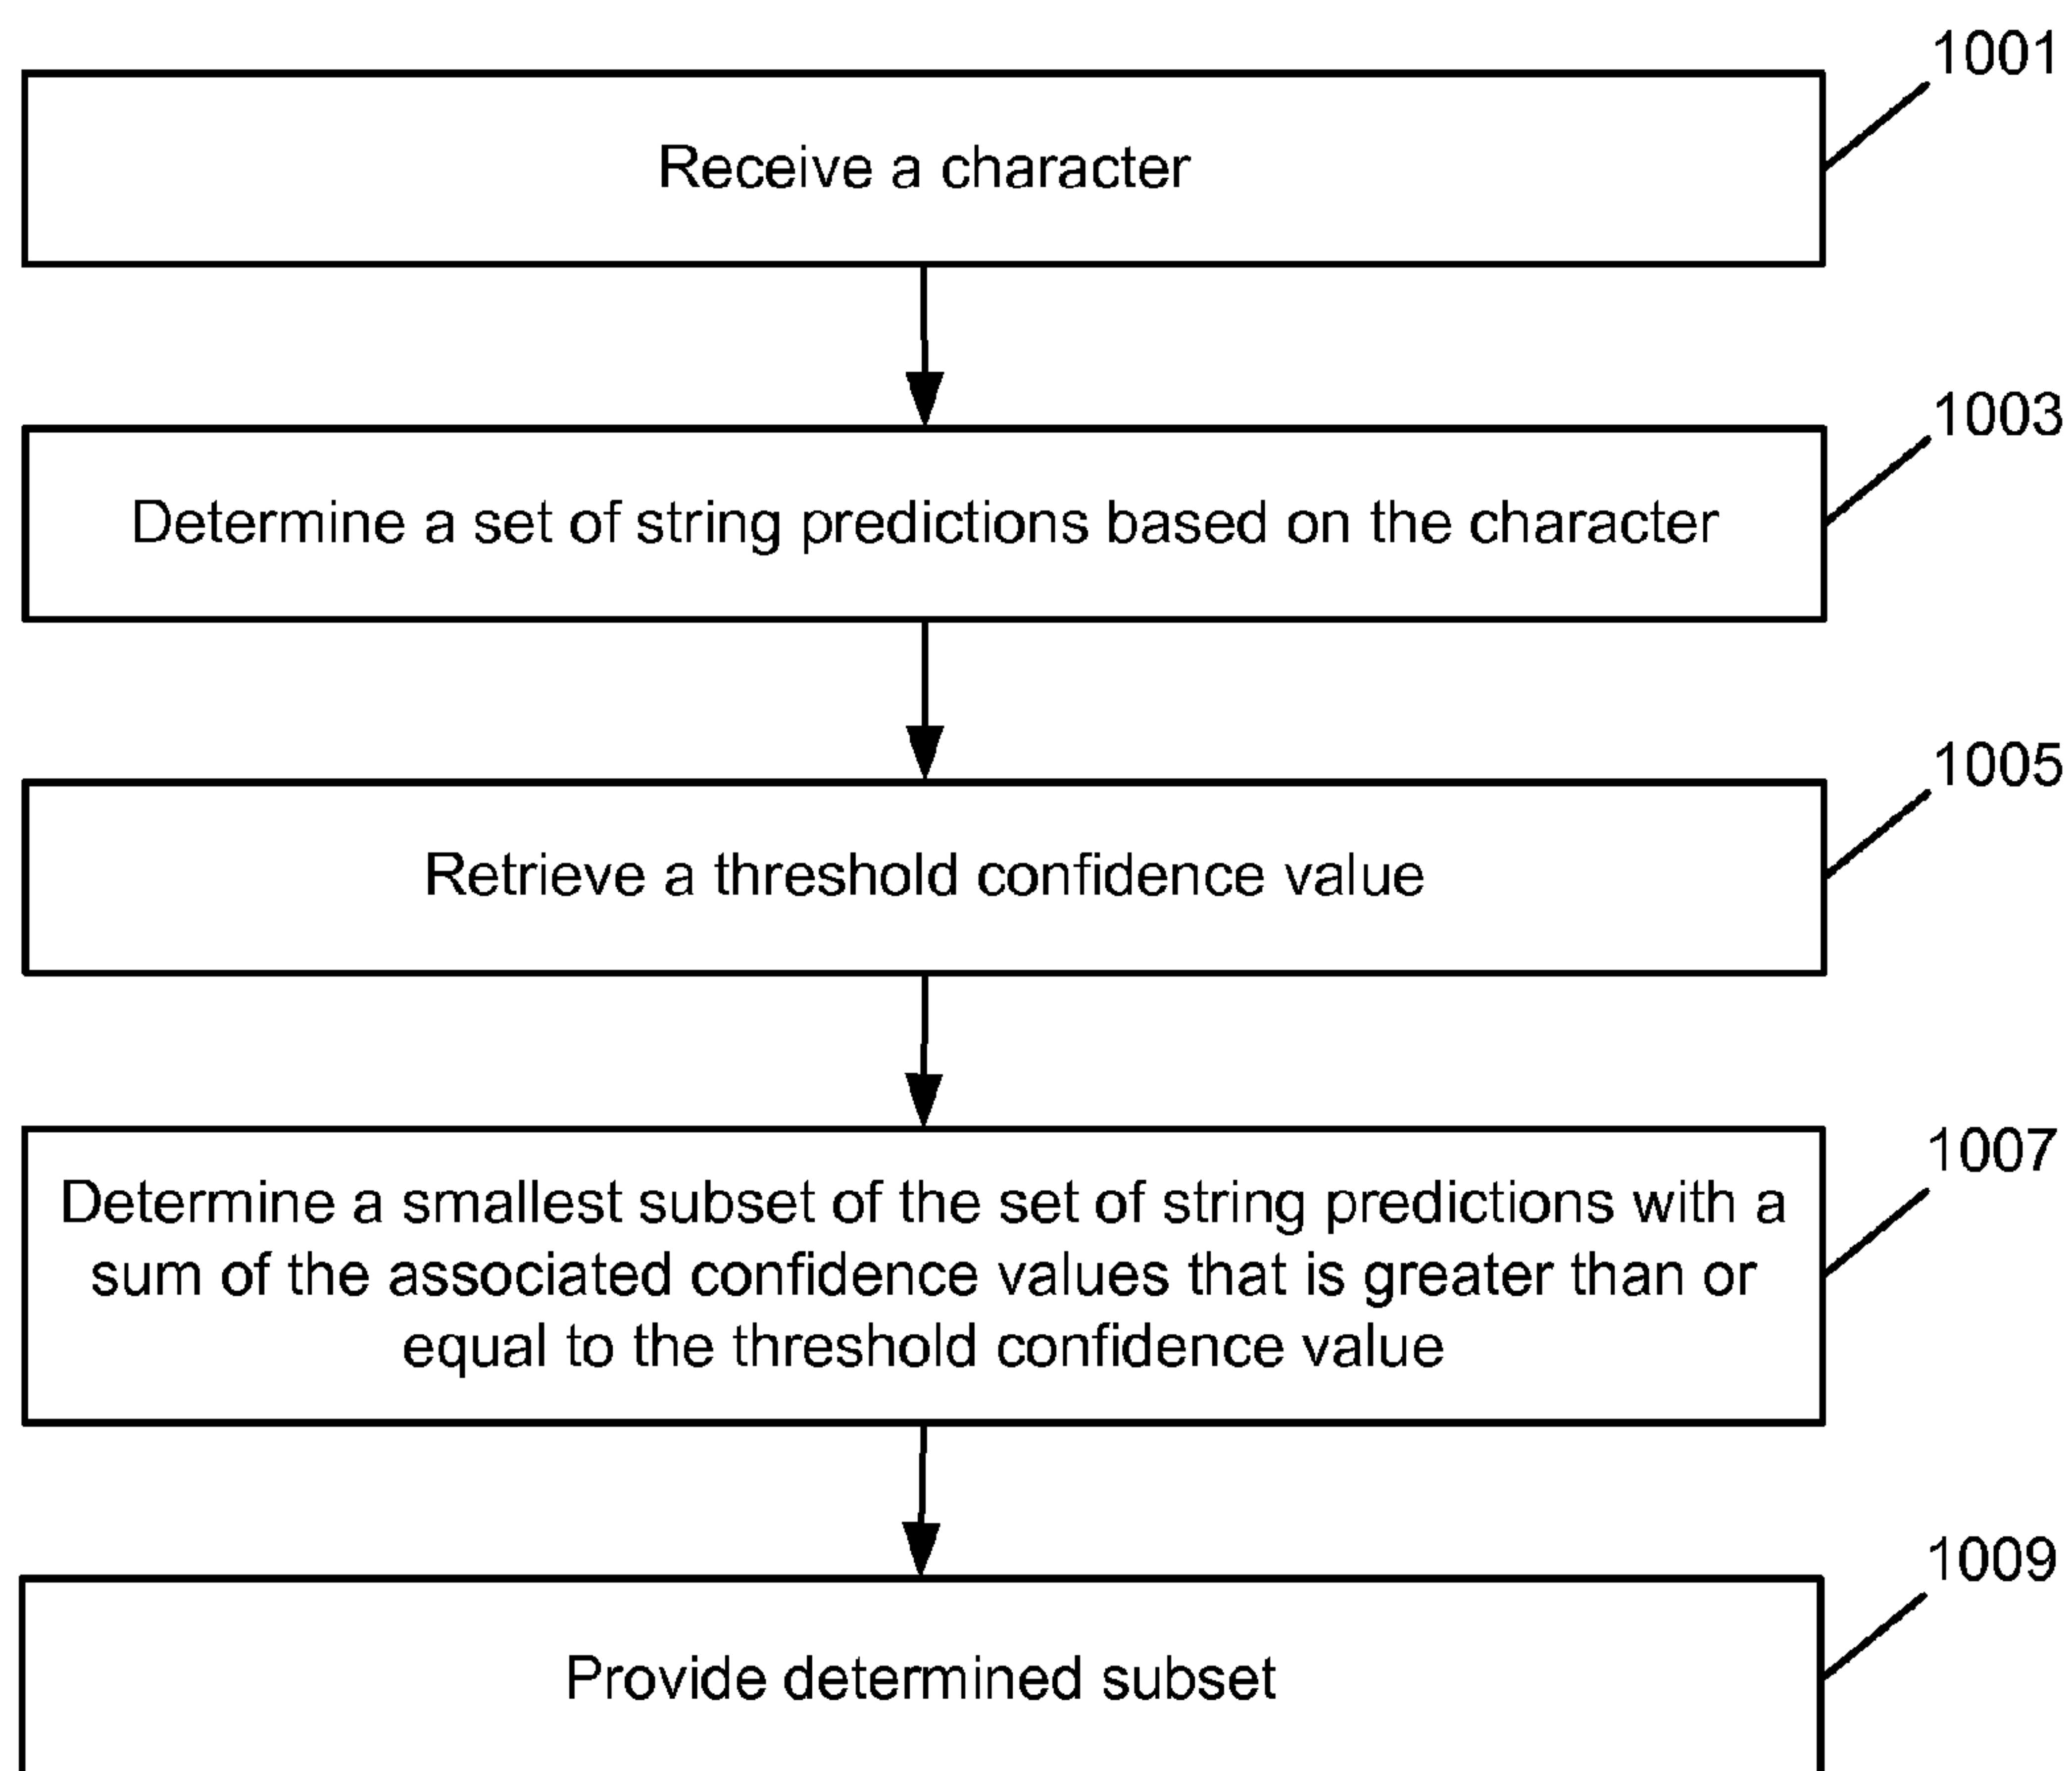 1001
Receive a character
1003
Determine a set of string predictions based on the character
1005
Retrieve a threshold confidence value
1007
Determine a smallest subset of the set of string predictions with a
sum of the associated confidence values that is greater than or
equal to the threshold confidence value
1009
Provide determined subset